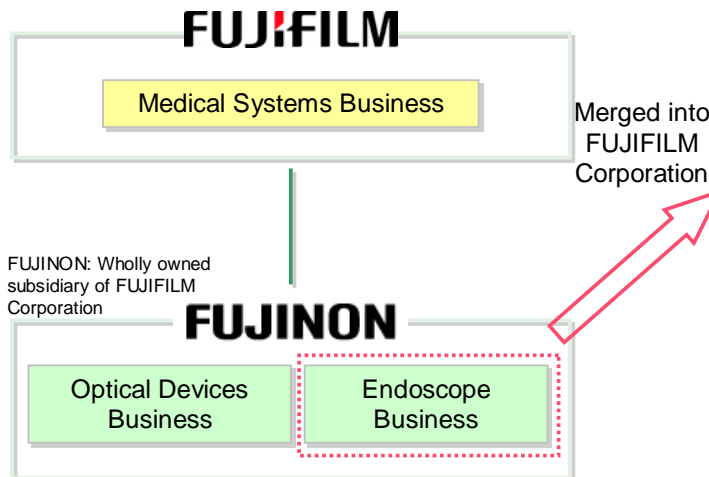 FUJIFILM
Medical Systems Business
Merged into
FUJIFILM
Corporation
FUJINON: Wholly owned
subsidiary of FUJIFILM
Corporation
FUJINON
Optical Devices
Business
Endoscope
Business